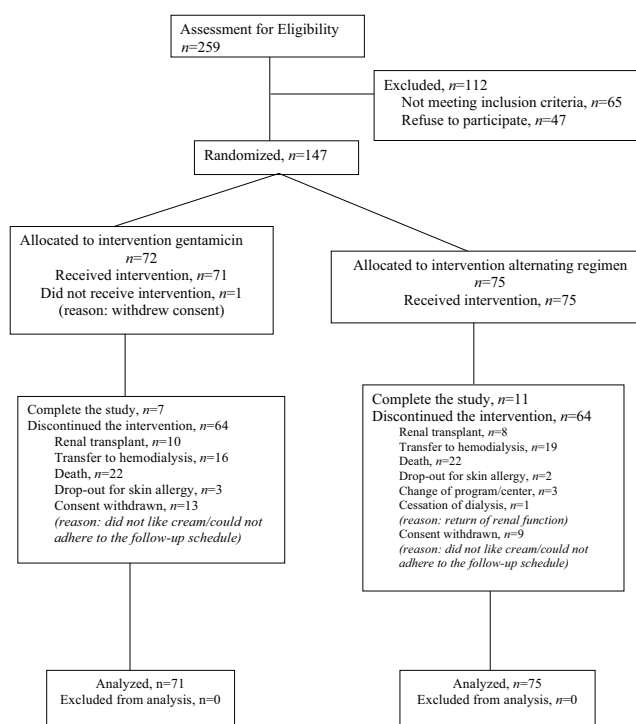 Assessment for Eligibility
n=259
Excluded, n=112
Not meeting inclusion criteria, n=65
Refuse to participate, n=47
Randomized, n=147
Allocated to intervention gentamicin
n=72
Received intervention, n=71
Did not receive intervention, n=1
(reason: withdrew consent)
Allocated to intervention alternating regimen
n=75
Received intervention, n=75
Complete the study, n=7
Discontinued the intervention, n=64
Renal transplant, n=10
Transfer to hemodialysis, n=16
Death, n=22
Drop-out for skin allergy, n=3
Consent withdrawn, n=13
(reason: did not like cream/could not
adhere to the follow-up schedule)
Complete the study, n=11
Discontinued the intervention, n=64
Renal transplant, n=8
Transfer to hemodialysis, n=19
Death, n=22
Drop-out for skin allergy, n=2
Change of program/center, n=3
Cessation of dialysis, n=1
(reason: return of renal function)
Consent withdrawn, n=9
(reason: did not like cream/could not
adhere to the follow-up schedule)
Analyzed, n=71
Excluded from analysis, n=0
Analyzed, n=75
Excluded from analysis, n=0